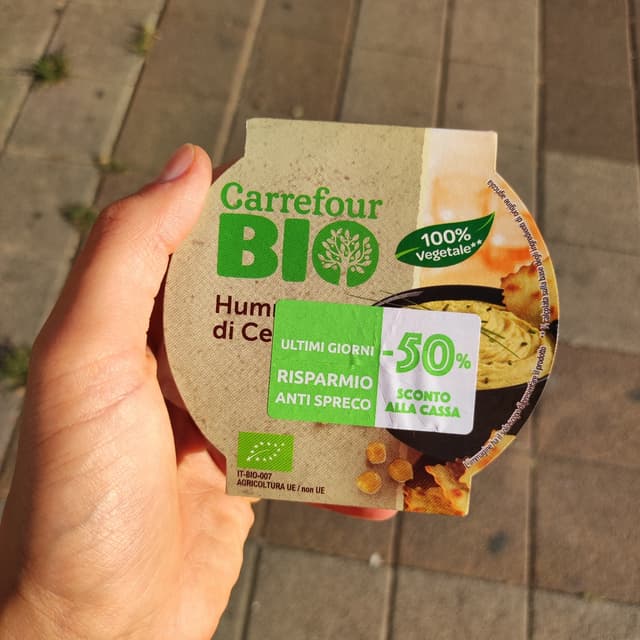 Carrefour
BIO
100%
Vegetale**
Hum
di Ce
ULTIMI GIORNI
RISPARMIO
ANTI SPRECO
-50%
SCONTO
ALLA CASSA
IT-BIO-007
AGRICOLTURA UE / non UE